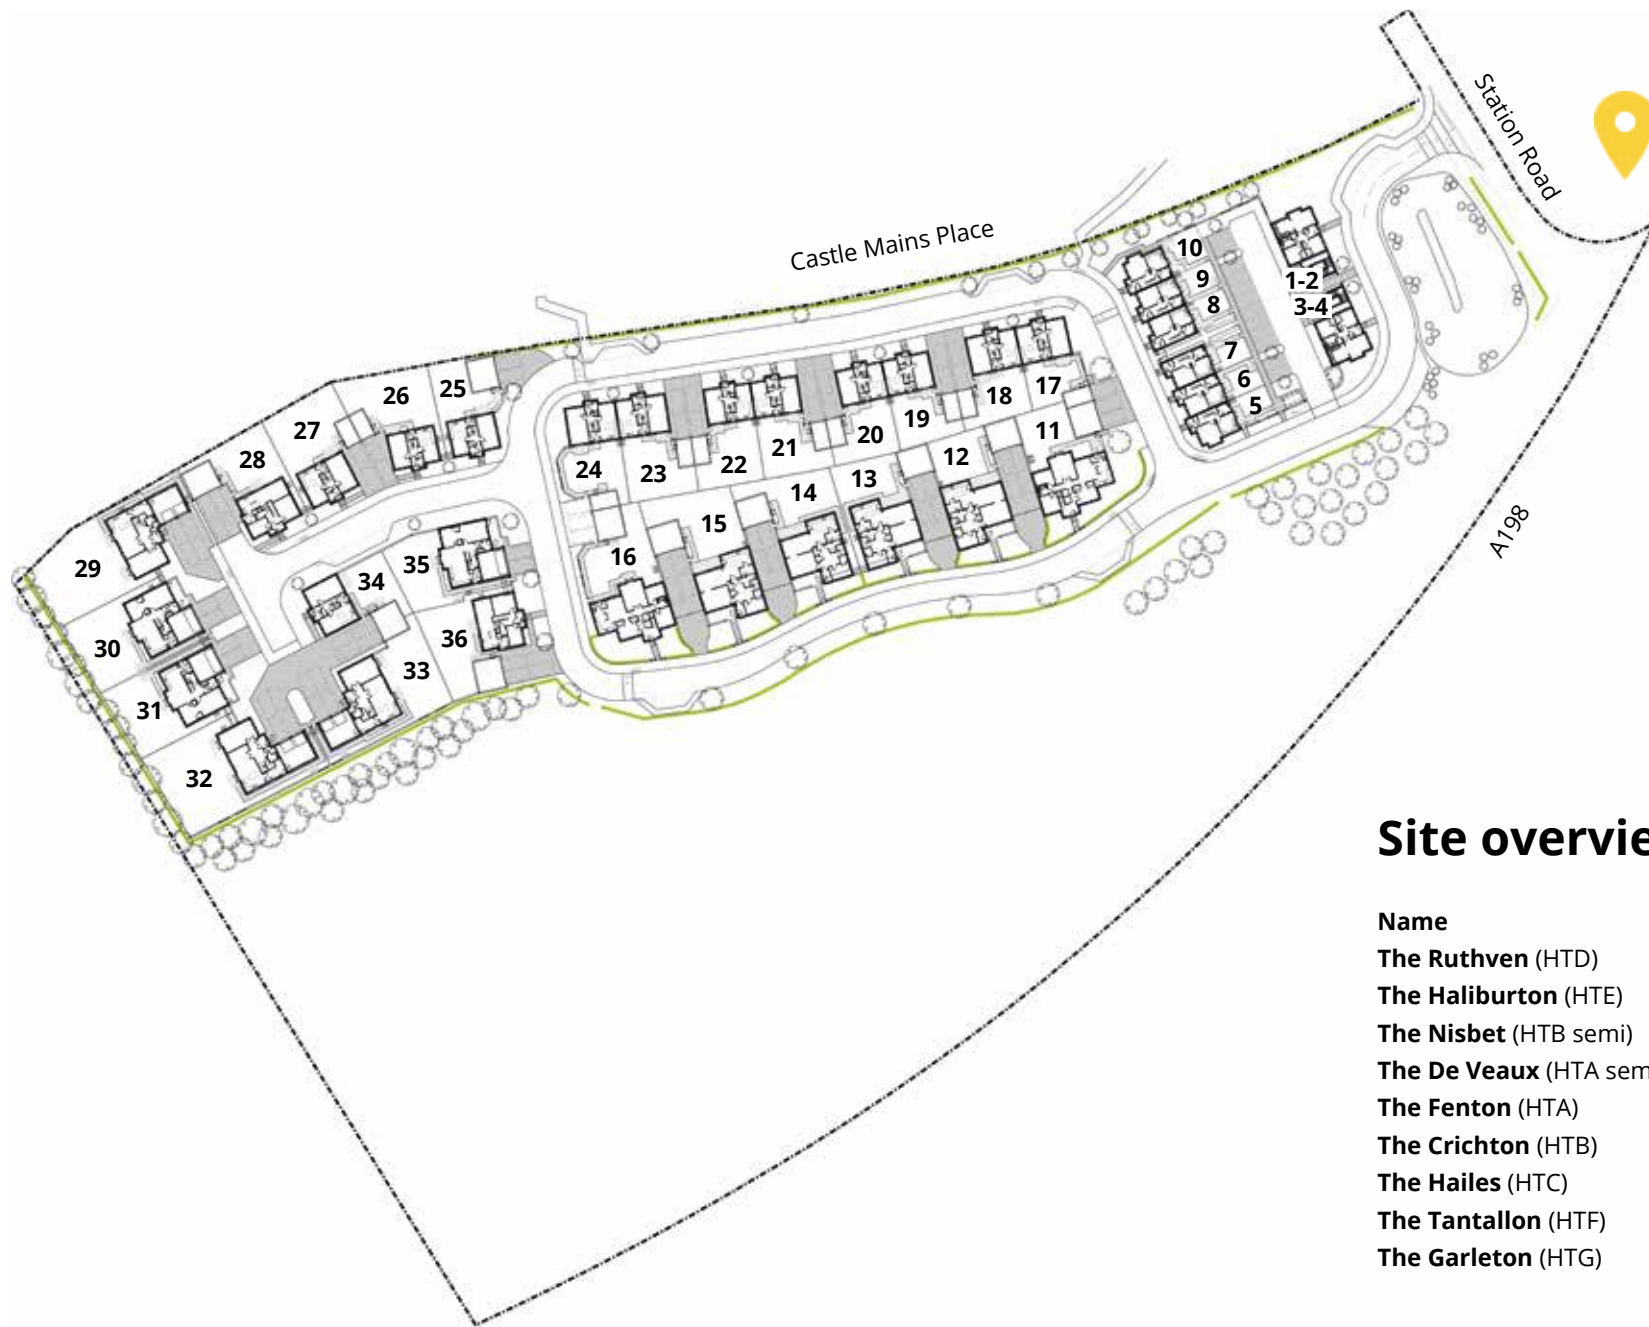 Station Road
Castle Mains Place
10
9
1-2
8
3-4
7
6
5
26
25
27
28
17
18
19
20
21
22
23
24
11
12
13
14
15
16
29
35
34
30
36
33
31
32
A198
Site overvie
Name
The Ruthven (HTD)
The Haliburton (HTE)
The Nisbet (HTB semi)
The De Veaux (HTA sem
The Fenton (HTA)
The Crichton (HTB)
The Hailes (HTC)
The Tantallon (HTF)
The Garleton (HTG)